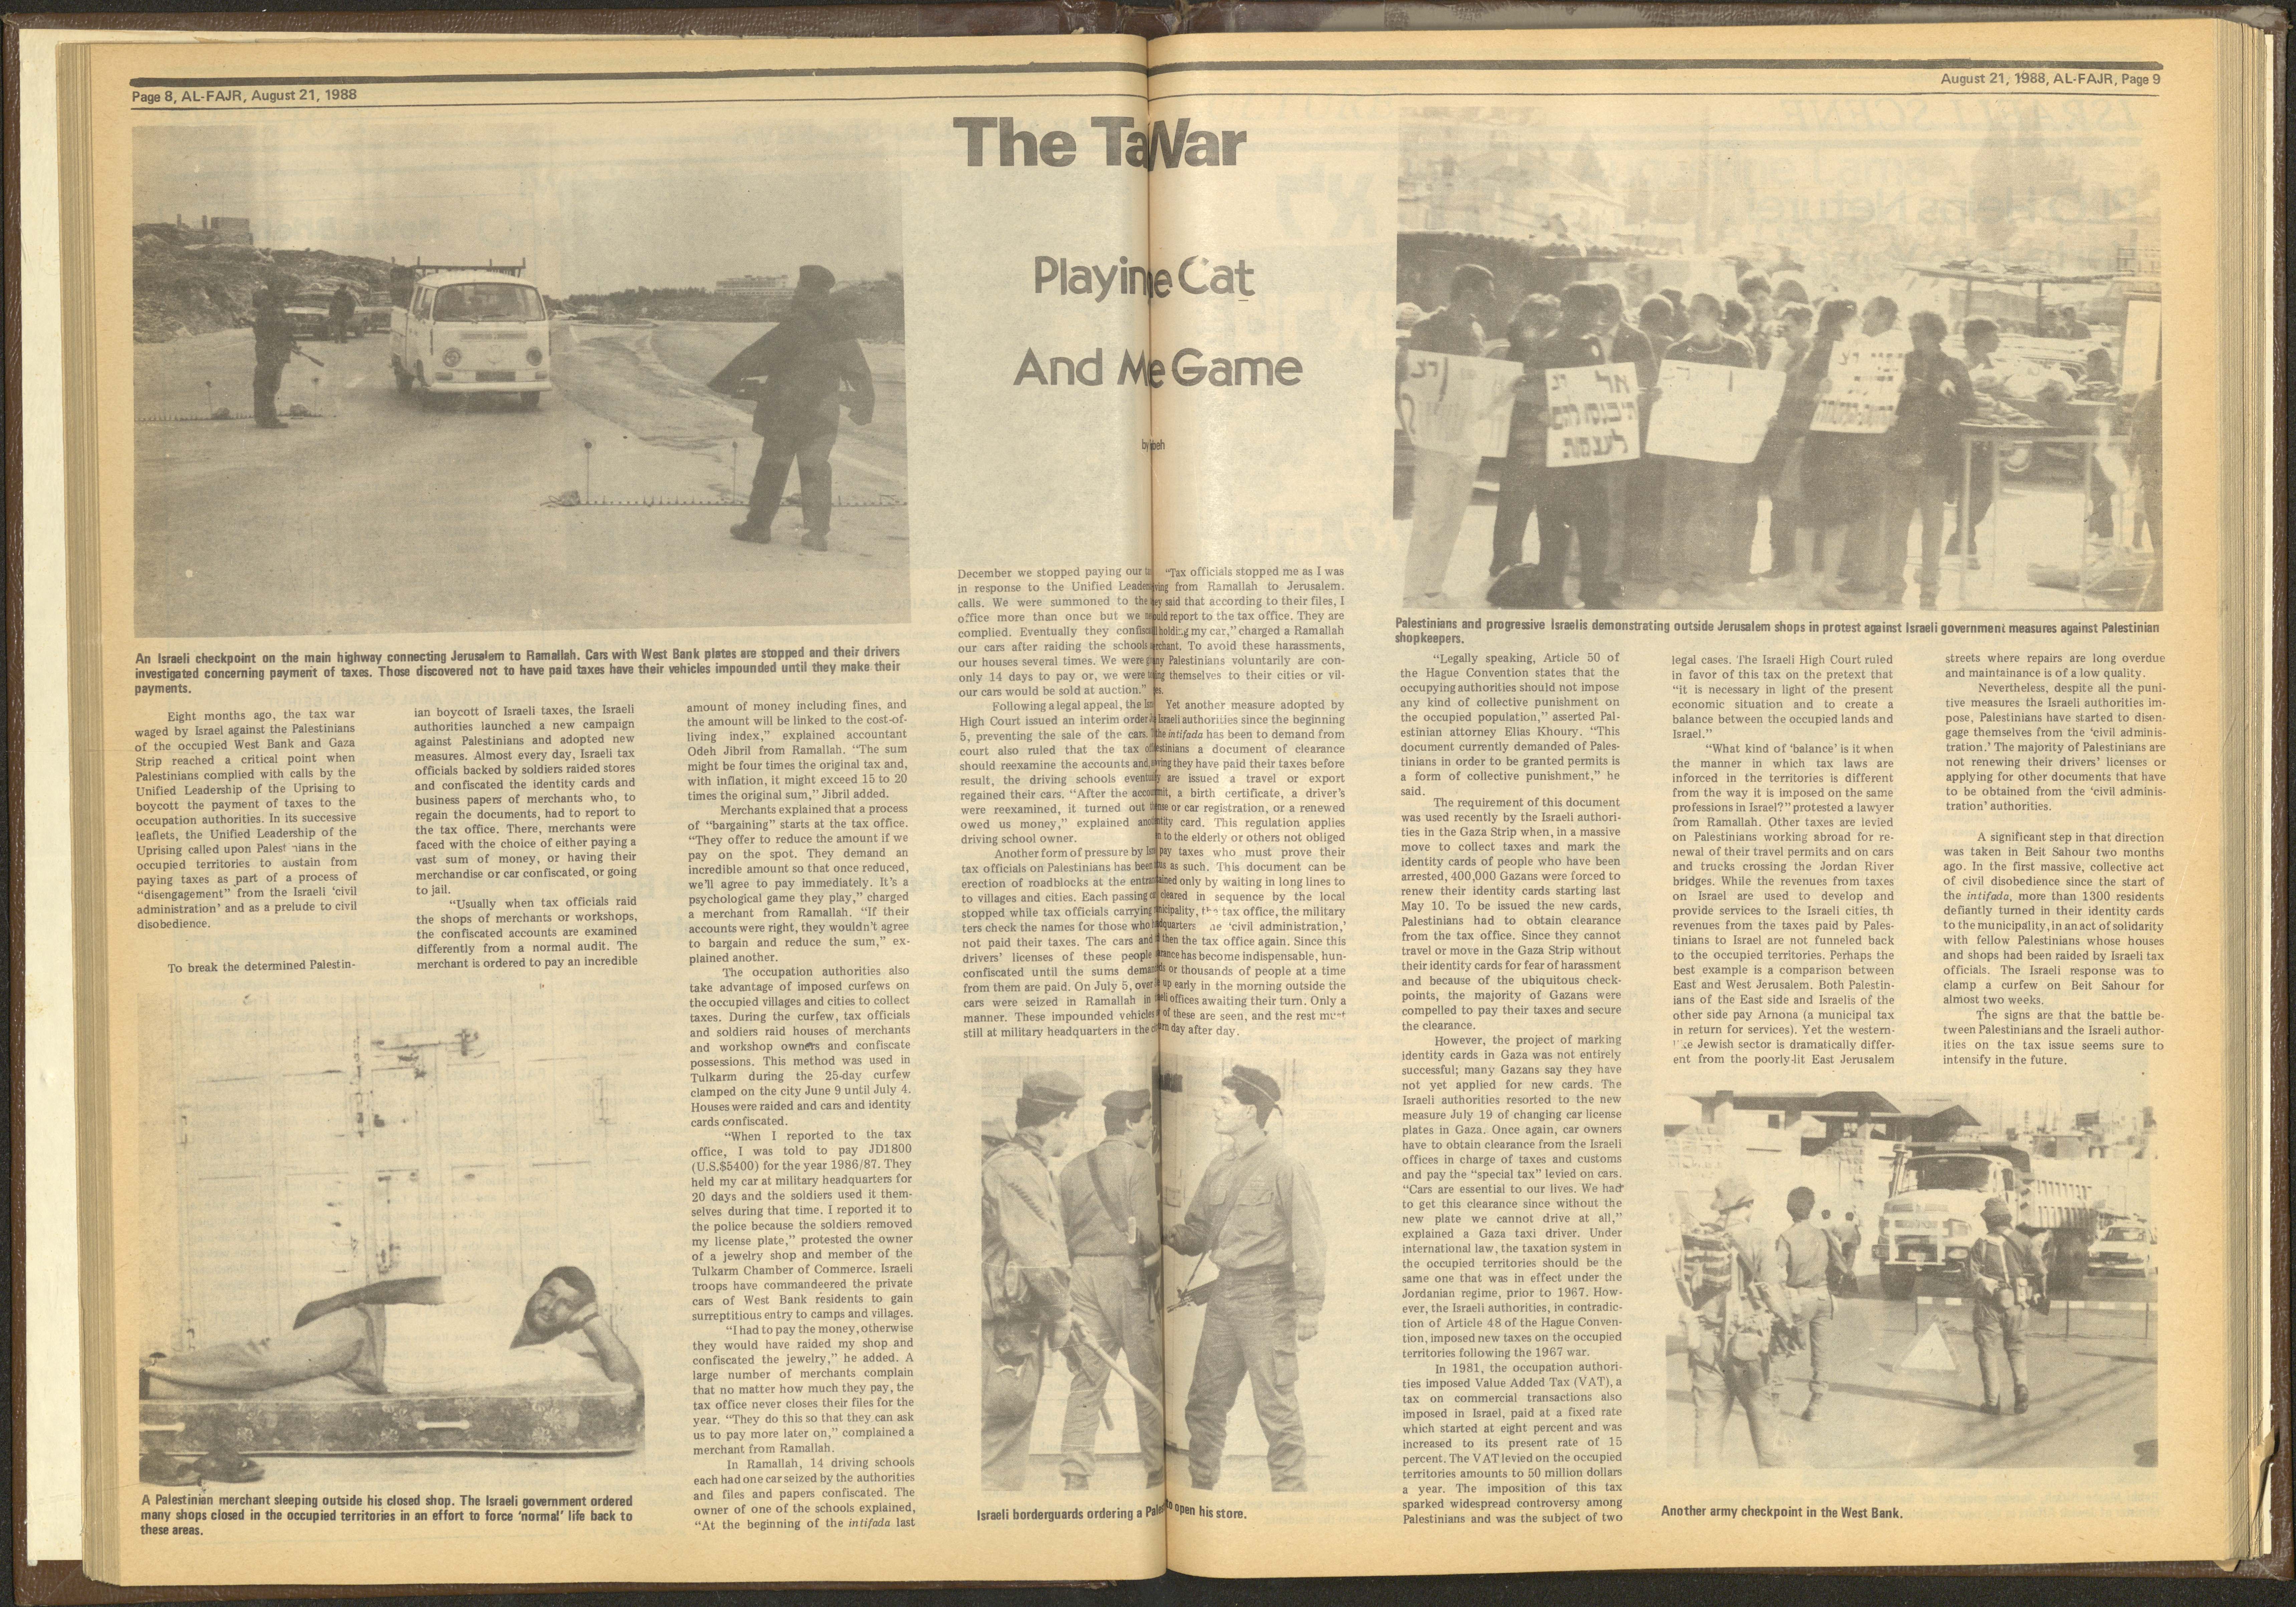 Page 8, AL-FAJR, August 21, 1988
August 21, 1988, AL-FAJR, Page 9
The Ta
War
Playin
Cat
And M
Game
by
An Israeli checkpoint on the main highway connecting Jerusalem to Ramallah. Cars with West Bank plates are stopped and their drivers
investigated concerning payment of taxes. Those discovered not to have paid taxes have their vehicles impounded until they make their
payments.
Eight months ago, the tax war
waged by Israel against the Palestinians
of the occupied West Bank and Gaza
Strip reached a critical point when
Palestinians complied with calls by the
Unified Leadership of the Uprising to
boycott the payment of taxes to the
occupation authorities. In its successive
leaflets, the Unified Leadership of the
Uprising called upon Palest nians in the
occupied territories to abstain from
paying taxes as part of a process of
“disengagement” from the Israeli ‘civil
administration’ and as a prelude to civil
disobedience.
To break the determined Palestin-
ian boycott of Israeli taxes, the Israeli
authorities launched a new campaign
against Palestinians and adopted new
measures. Almost every day, Israeli tax
officials backed by soldiers raided stores
and confiscated the identity cards and
business papers of merchants who, to
regain the documents, had to report to
the tax office. There, merchants were
faced with the choice of either paying a
vast sum of money, or having their
merchandise or car confiscated, or going
to jail.
“Usually when tax officials raid
the shops of merchants or workshops,
the confiscated accounts are examined
differently from a normal audit. The
merchant is ordered to pay an incredible
amount of money including fines, and
the amount will be linked to the cost-of-
living index,” explained accountant
Odeh Jibril from Ramallah. “The sum
might be four times the original tax and,
with inflation, it might exceed 15 to 20
times the original sum,” Jibril added.
Merchants explained that a process
of “bargaining” starts at the tax office.
“They offer to reduce the amount if we
pay on the spot. They demand an
incredible amount so that once reduced,
we’ll agree to pay immediately. It’s a
psychological game they play,” charged
a merchant from Ramallah. “If their
accounts were right, they wouldn’t agree
to bargain and reduce the sum,” ex-
plained another.
The occupation authorities also
take advantage of imposed curfews on
the occupied villages and cities to collect
taxes. During the curfew, tax officials
and soldiers raid houses of merchants
and workshop owners and confiscate
possessions. This method was used in
Tulkarm during the 25-day curfew
clamped on the city June 9 until July 4.
Houses were raided and cars and identity
cards confiscated.
“When I reported to the tax
office, I was told to pay JD1800
(U.S.$5400) for the year 1986/87. They
held my car at military headquarters for
20 days and the soldiers used it them-
selves during that time. I reported it to
the police because the soldiers removed
my license plate,” protested the owner
of a jewelry shop and member of the
Tulkarm Chamber of Commerce. Israeli
troops have commandeered the private
cars of West Bank residents to gain
surreptitious entry to camps and villages.
“I had to pay the money, otherwise
they would have raided my shop and
confiscated the jewelry,” he added. A
large number of merchants complain
that no matter how much they pay, the
tax office never closes their files for the
year. “They do this so that they can ask
us to pay more later on,” complained a
merchant from Ramallah.
In Ramallah, 14 driving schools
each had one car seized by the authorities
and files and papers confiscated. The
owner of one of the schools explained,
“At the beginning of the intifada last
A Palestinian merchant sleeping outside his closed shop. The Israeli government ordered
many shops closed in the occupied territories in an effort to force ‘normal’ life back to
these areas.
December we stopped paying our
in response to the Unified
calls. We were summoned to the
office more than once but we
complied. Eventually they
our cars after raiding the schools
our houses several times. We were
only 14 days to pay or, we were
our cars would be sold at auction.”
Following a legal appeal, the
High Court issued an interim order
5, preventing the sale of the cars.
court also ruled that the tax
should reexamine the accounts and,
result, the driving schools
regained their cars. “After the
were reexamined, it turned out
owed us money,” explained
driving school owner.
Another form of pressure by
tax officials on Palestinians has been
erection of roadblocks at the
to villages and cities. Each passing
stopped while tax officials carrying
ters check the names for those who
not paid their taxes. The cars and
drivers’ licenses of these people
confiscated until the sums
from them are paid. On July 5, over
cars were seized in Ramallah in
manner. These impounded vehicles
still at military headquarters in the
“Tax officials stopped me as I was
from Ramallah to Jerusalem.
said that according to their files, I
report to the tax office. They are
holding my car,” charged a Ramallah
To avoid these harassments,
Palestinians voluntarily are con-
themselves to their cities or vil-
Yet another measure adopted by
Israeli authorities since the beginning
the intifada has been to demand from
a document of clearance
they have paid their taxes before
are issued a travel or export
a birth certificate, a driver’s
or car registration, or a renewed
card. This regulation applies
to the elderly or others not obliged
pay taxes who must prove their
as such. This document can be
only by waiting in long lines to
cleared in sequence by the local
the tax office, the military
‘civil administration,’
then the tax office again. Since this
has become indispensable, hun-
or thousands of people at a time
up early in the morning outside the
offices awaiting their turn. Only a
of these are seen, and the rest must
day after day.
Israeli borderguards ordering a
to open his store.
אל
תיכנסו להם
לעסות
Palestinians and progressive Israelis demonstrating outside Jerusalem shops in protest against Israeli government measures against Palestinian
shopkeepers.
“Legally speaking, Article 50 of
the Hague Convention states that the
occupying authorities should not impose
any kind of collective punishment on
the occupied population,” asserted Pal-
estinian attorney Elias Khoury. “This
document currently demanded of Pales-
tinians in order to be granted permits is
a form of collective punishment,” he
said.
The requirement of this document
was used recently by the Israeli authori-
ties in the Gaza Strip when, in a massive
move to collect taxes and mark the
identity cards of people who have been
arrested, 400,000 Gazans were forced to
renew their identity cards starting last
May 10. To be issued the new cards,
Palestinians had to obtain clearance
from the tax office. Since they cannot
travel or move in the Gaza Strip without
their identity cards for fear of harassment
and because of the ubiquitous check-
points, the majority of Gazans were
compelled to pay their taxes and secure
the clearance.
However, the project of marking
identity cards in Gaza was not entirely
successful; many Gazans say they have
not yet applied for new cards. The
Israeli authorities resorted to the new
measure July 19 of changing car license
plates in Gaza. Once again, car owners
have to obtain clearance from the Israeli
offices in charge of taxes and customs
and pay the “special tax” levied on cars.
“Cars are essential to our lives. We had
to get this clearance since without the
new plate we cannot drive at all,”
explained a Gaza taxi driver. Under
international law, the taxation system in
the occupied territories should be the
same one that was in effect under the
Jordanian regime, prior to 1967. How-
ever, the Israeli authorities, in contradic-
tion of Article 48 of the Hague Conven-
tion, imposed new taxes on the occupied
territories following the 1967 war.
In 1981, the occupation authori-
ties imposed Value Added Tax (VAT), a
tax on commercial transactions also
imposed in Israel, paid at a fixed rate
which started at eight percent and was
increased to its present rate of 15
percent. The VAT levied on the occupied
territories amounts to 50 million dollars
a year. The imposition of this tax
sparked widespread controversy among
Palestinians and was the subject of two
legal cases. The Israeli High Court ruled
in favor of this tax on the pretext that
“it is necessary in light of the present
economic situation and to create a
balance between the occupied lands and
Israel.”
“What kind of ‘balance’ is it when
the manner in which tax laws are
inforced in the territories is different
from the way it is imposed on the same
professions in Israel?” protested a lawyer
from Ramallah. Other taxes are levied
on Palestinians working abroad for re-
newal of their travel permits and on cars
and trucks crossing the Jordan River
bridges. While the revenues from taxes
on Israel are used to develop and
provide services to the Israeli cities, th
revenues from the taxes paid by Pales-
tinians to Israel are not funneled back
to the occupied territories. Perhaps the
best example is a comparison between
East and West Jerusalem. Both Palestin-
ians of the East side and Israelis of the
other side pay Arnona (a municipal tax
in return for services). Yet the western-
like Jewish sector is dramatically differ-
ent from the poorly-lit East Jerusalem
streets where repairs are long overdue
and maintainance is of a low quality.
Nevertheless, despite all the puni-
tive measures the Israeli authorities im-
pose, Palestinians have started to disen-
gage themselves from the ‘civil adminis-
tration.’ The majority of Palestinians are
not renewing their drivers’ licenses or
applying for other documents that have
to be obtained from the ‘civil adminis-
tration’ authorities.
A significant step in that direction
was taken in Beit Sahour two months
ago. In the first massive, collective act
of civil disobedience since the start of
the intifada, more than 1300 residents
defiantly turned in their identity cards
to the municipality, in an act of solidarity
with fellow Palestinians whose houses
and shops had been raided by Israeli tax
officials. The Israeli response was to
clamp a curfew on Beit Sahour for
almost two weeks.
The signs are that the battle be-
tween Palestinians and the Israeli author-
ities on the tax issue seems sure to
intensify in the future.
Another army checkpoint in the West Bank.